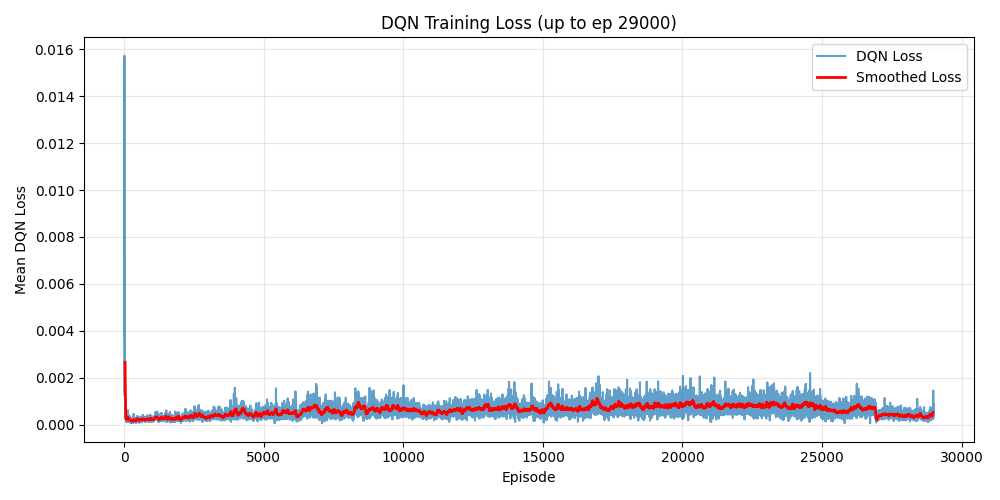 DQN Training Loss (up to ep 29000)
DQN Loss
Smoothed Loss
Mean DQN Loss
0.016
0.014
0.012
0.010
0.008
0.006
0.004
0.002
0.000
0 5000 10000 15000 20000 25000 30000
Episode